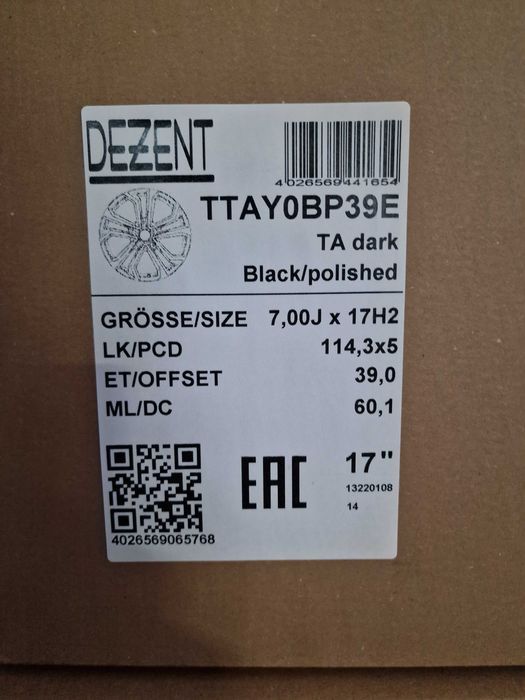 DEZENT
4026569441654
TTAY0BP39E
TA dark
Black/polished
GRÖSSE/SIZE 7,00J x 17H2
LK/PCD 114,3x5
ET/OFFSET 39,0
ML/DC 60,1
EAC
17"
13220108
14
4026569065768